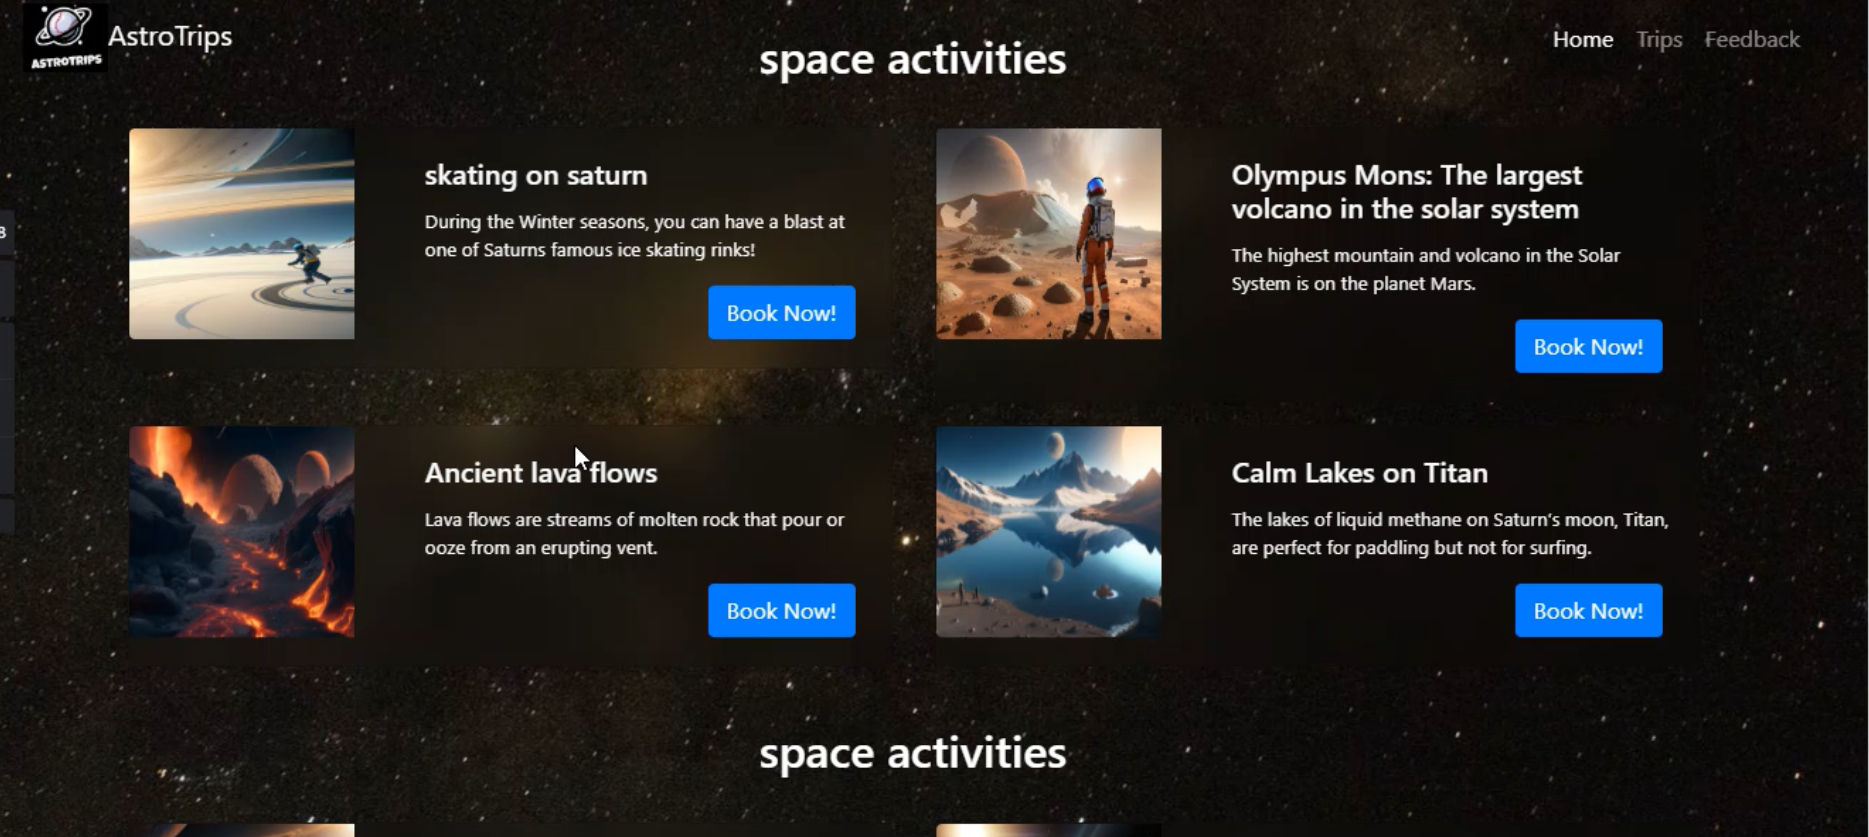 AstroTrips
ASTROTRIPS
Home Trips Feedback
space activities
skating on saturn
During the Winter seasons, you can have a blast at
one of Saturns famous ice skating rinks!
Book Now!
Olympus Mons: The largest
volcano in the solar system
The highest mountain and volcano in the Solar
System is on the planet Mars.
Book Now!
Ancient lava flows
Lava flows are streams of molten rock that pour or
ooze from an erupting vent.
Book Now!
Calm Lakes on Titan
The lakes of liquid methane on Saturn's moon, Titan,
are perfect for paddling but not for surfing.
Book Now!
space activities